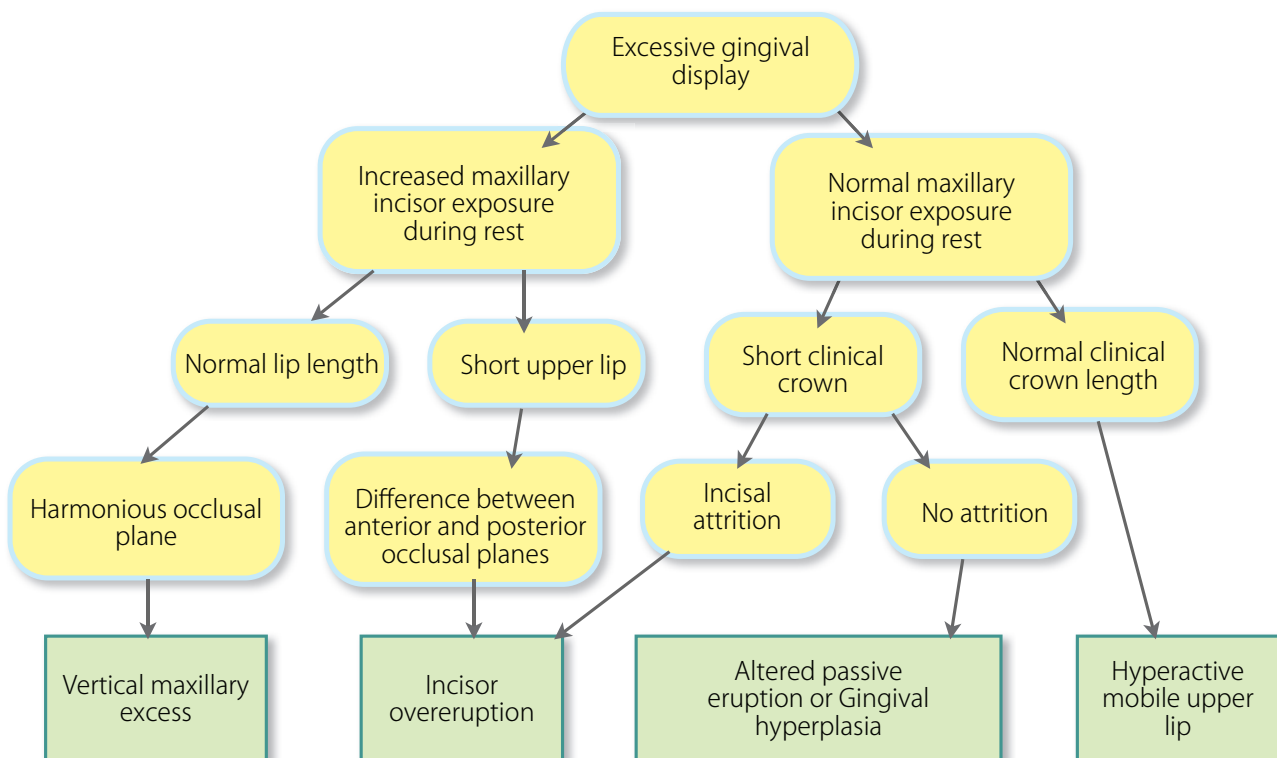 Excessive gingival
display
Increased maxillary
incisor exposure
during rest
Normal maxillary
incisor exposure
during rest
Normal lip length
Short upper lip
Short clinical
crown
Normal clinical
crown length
Harmonious occlusal
plane
Difference between
anterior and posterior
occlusal planes
Incisal
attrition
No attrition
Vertical maxillary
excess
Incisor
overeruption
Altered passive
eruption or Gingival
hyperplasia
Hyperactive
mobile upper
lip